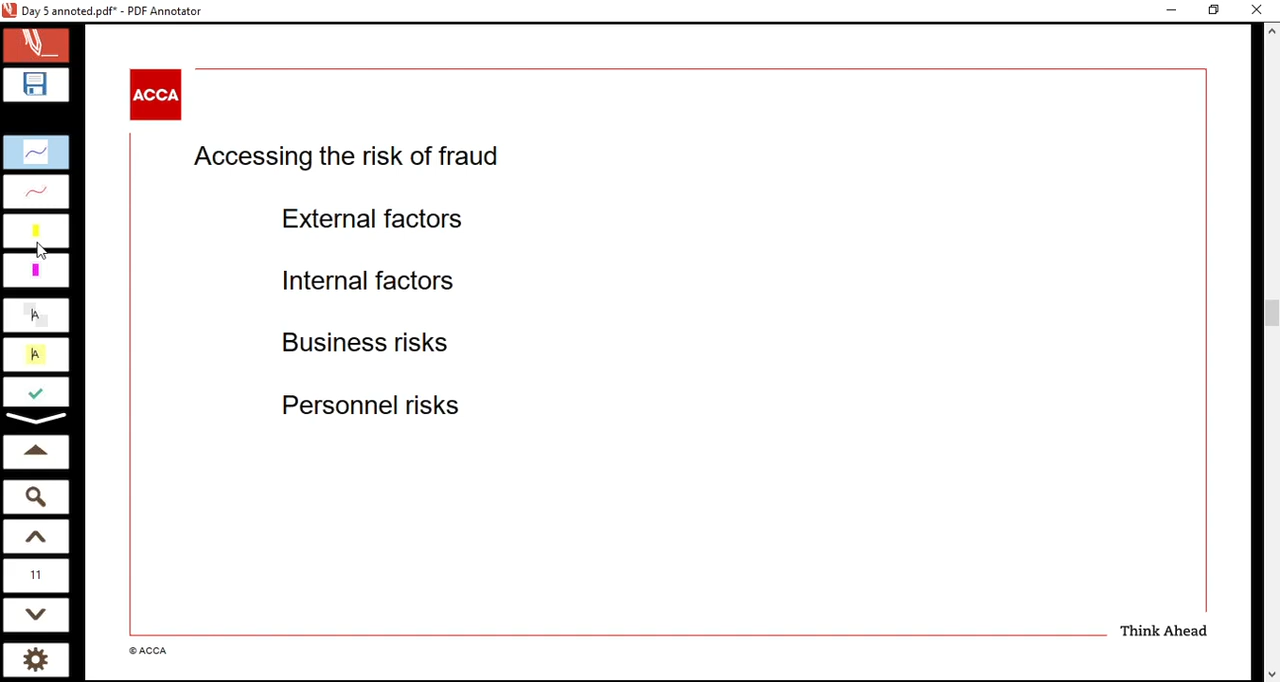 Day 5 annoted.pdf* - PDF Annotator
ACCA
Accessing the risk of fraud
External factors
Internal factors
Business risks
Personnel risks
A
A
11
Think Ahead
© ACCA